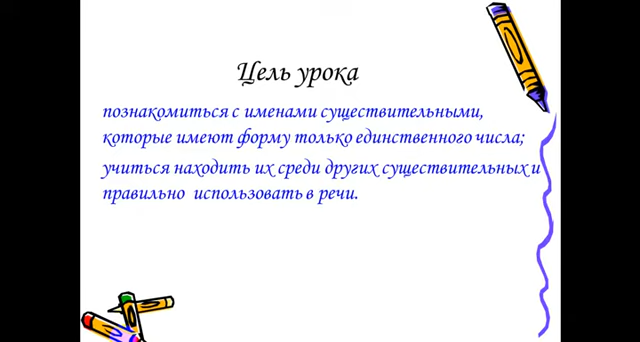 Цель урока
познакомиться с именами существительными,
которые имеют форму только единственного числа;
учиться находить их среди других существительных и
правильно использовать в речи.